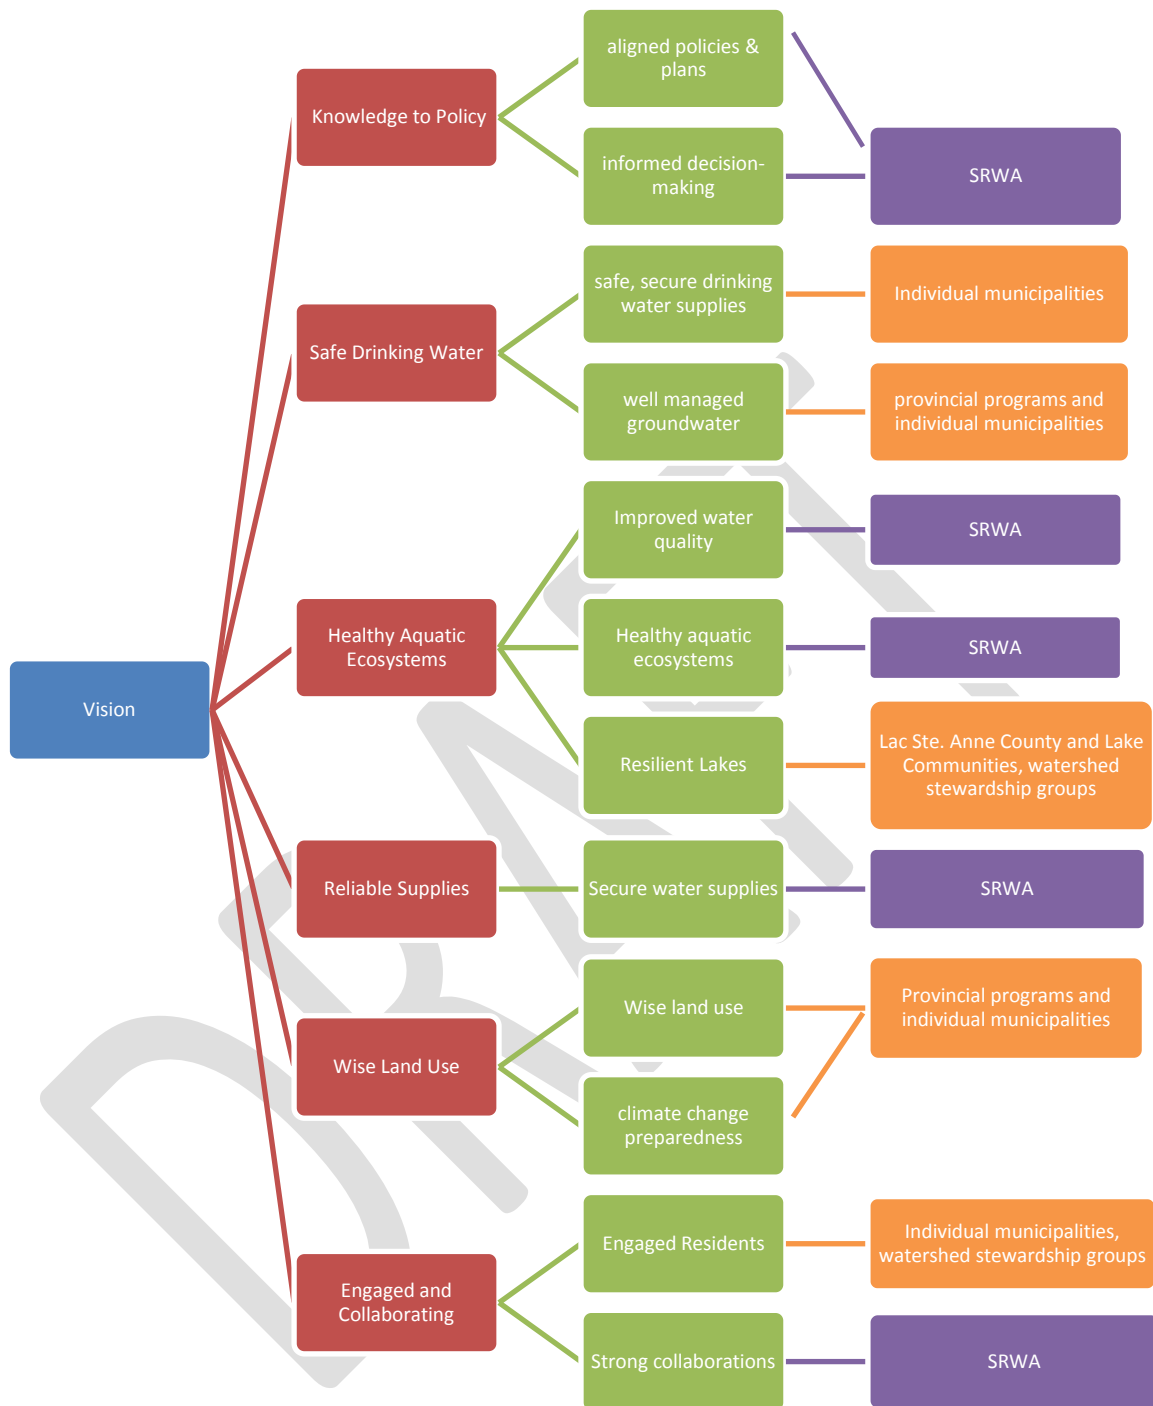 Vision
Knowledge to Policy
aligned policies &
plans
informed decision-
making
SRWA
Safe Drinking Water
safe, secure drinking
water supplies
Individual municipalities
well managed
groundwater
provincial programs and
individual municipalities
Healthy Aquatic
Ecosystems
Improved water
quality
SRWA
Healthy aquatic
ecosystems
SRWA
Resilient Lakes
Lac Ste. Anne County and Lake
Communities, watershed
stewardship groups
Reliable Supplies
Secure water supplies
SRWA
Wise Land Use
Wise land use
Provincial programs and
individual municipalities
climate change
preparedness
Engaged and
Collaborating
Engaged Residents
Individual municipalities,
watershed stewardship groups
Strong collaborations
SRWA
DRAFT